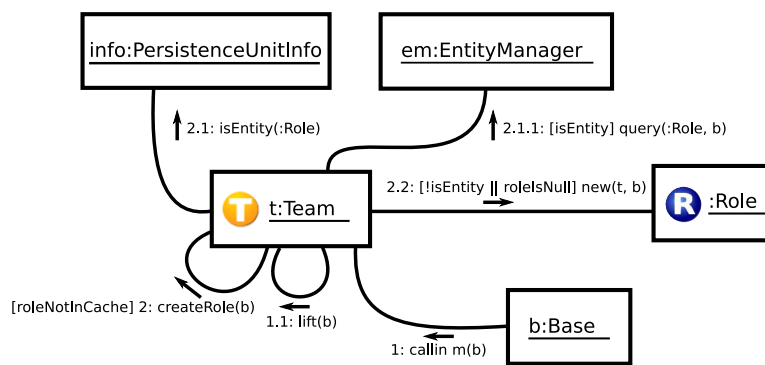 info:PersistenceUnitInfo
em:EntityManager
2.1: isEntity(:Role)
2.1.1: [isEntity] query(:Role, b)
2.2: [!isEntity || roleIsNull] new(t, b)
T
t:Team
R
:Role
[roleNotInCache] 2: createRole(b)
1.1: lift(b)
b:Base
1: callin m(b)